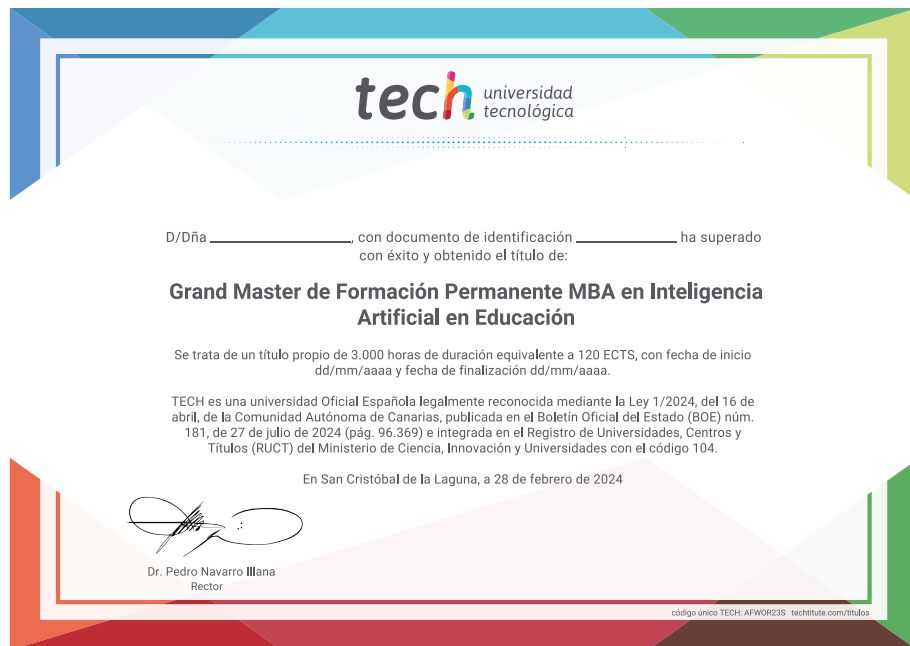 tech universidad
tecnológica
D/Dña ____________, con documento de identificación ____________ ha superado
con éxito y obtenido el título de:
Grand Master de Formación Permanente MBA en Inteligencia
Artificial en Educación
Se trata de un título propio de 3.000 horas de duración equivalente a 120 ECTS, con fecha de inicio
dd/mm/aaaa y fecha de finalización dd/mm/aaaa.
TECH es una universidad Oficial Española legalmente reconocida mediante la Ley 1/2024, del 16 de
abril, de la Comunidad Autónoma de Canarias, publicada en el Boletín Oficial del Estado (BOE) núm.
181, de 27 de julio de 2024 (pág. 96.369) e integrada en el Registro de Universidades, Centros y
Títulos (RUCT) del Ministerio de Ciencia, Innovación y Universidades con el código 104.
En San Cristóbal de la Laguna, a 28 de febrero de 2024
Dr. Pedro Navarro Illana
Rector
código único TECH: AFWOR23S techtitute.com/titulos